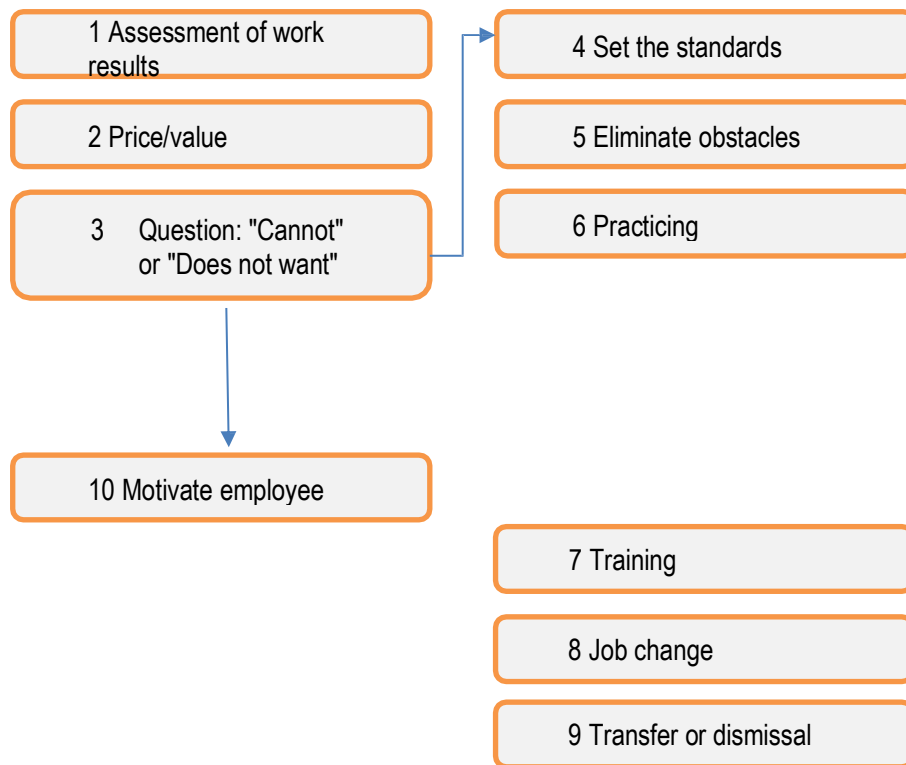 1 Assessment of work
results
2 Price/value
3 Question: "Cannot"
or "Does not want"
4 Set the standards
5 Eliminate obstacles
6 Practicing
10 Motivate employee
7 Training
8 Job change
9 Transfer or dismissal